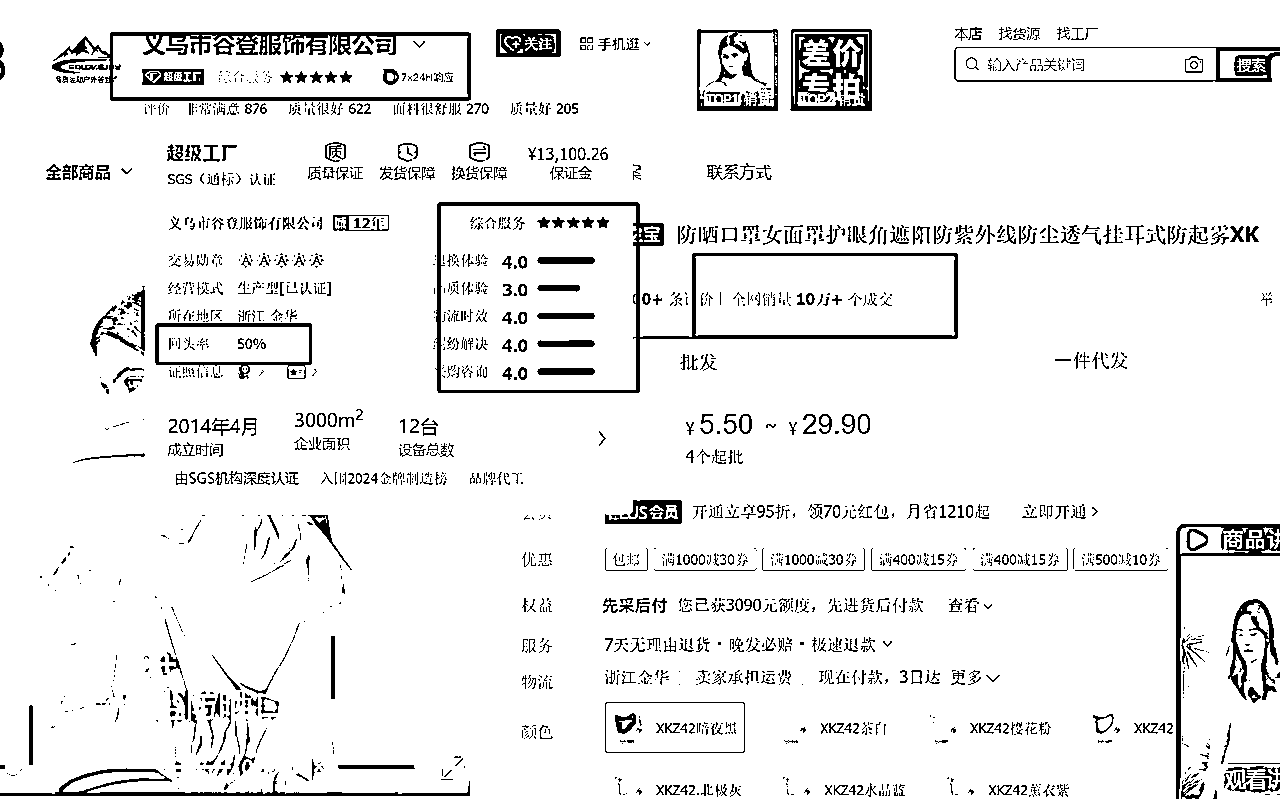 义乌市谷登服饰有限公司
关注
手机逛
超级工厂 综合服务 ★★★★★ 7x24H响应
评价 非常满意 876 质量很好 622 面料很舒服 270 质量好 205
TOP1 销费
差价专拍
TOP2 销费
本店 找货源 找工厂
输入产品关键词
搜索
全部商品
联系方式
超级工厂
SGS（通标）认证
质量保证
发货保障
换货保障
¥13,100.26
保证金
义乌市谷登服饰有限公司 12年
综合服务 ★★★★★
交易勋章
换体验 4.0
经营模式 生产型[已认证]
质体验 3.0
所在地区 浙江 金华
流时效 4.0
回头率 50%
纷解决 4.0
证照信息
购咨询 4.0
2014年4月
成立时间
3000m²
企业面积
12台
设备总数
由SGS机构深度认证 入围2024金牌制造榜 品牌代工
防晒口罩女面罩护眼角遮阳防紫外线防尘透气挂耳式防起雾XK
0+ 条评价 | 全网销量 10万+ 个成交
批发
一件代发
¥5.50 ~ ¥29.90
4个起批
会员
PLUS会员 开通立享95折，领70元红包，月省1210起 立即开通
优惠
包邮 满1000减30券 满1000减30券 满400减15券 满400减15券 满500减10券
权益
先采后付 您已获3090元额度，先进货后付款 查看
服务
7天无理由退货・晚发必赔・极速退款
物流
浙江金华 卖家承担运费 现在付款，3日达 更多
颜色
XKZ42暗夜黑
XKZ42茶白
XKZ42樱花粉
XKZ42
XKZ42北极灰
XKZ42水晶蓝
XKZ42薰衣紫
商品讲
观看讲